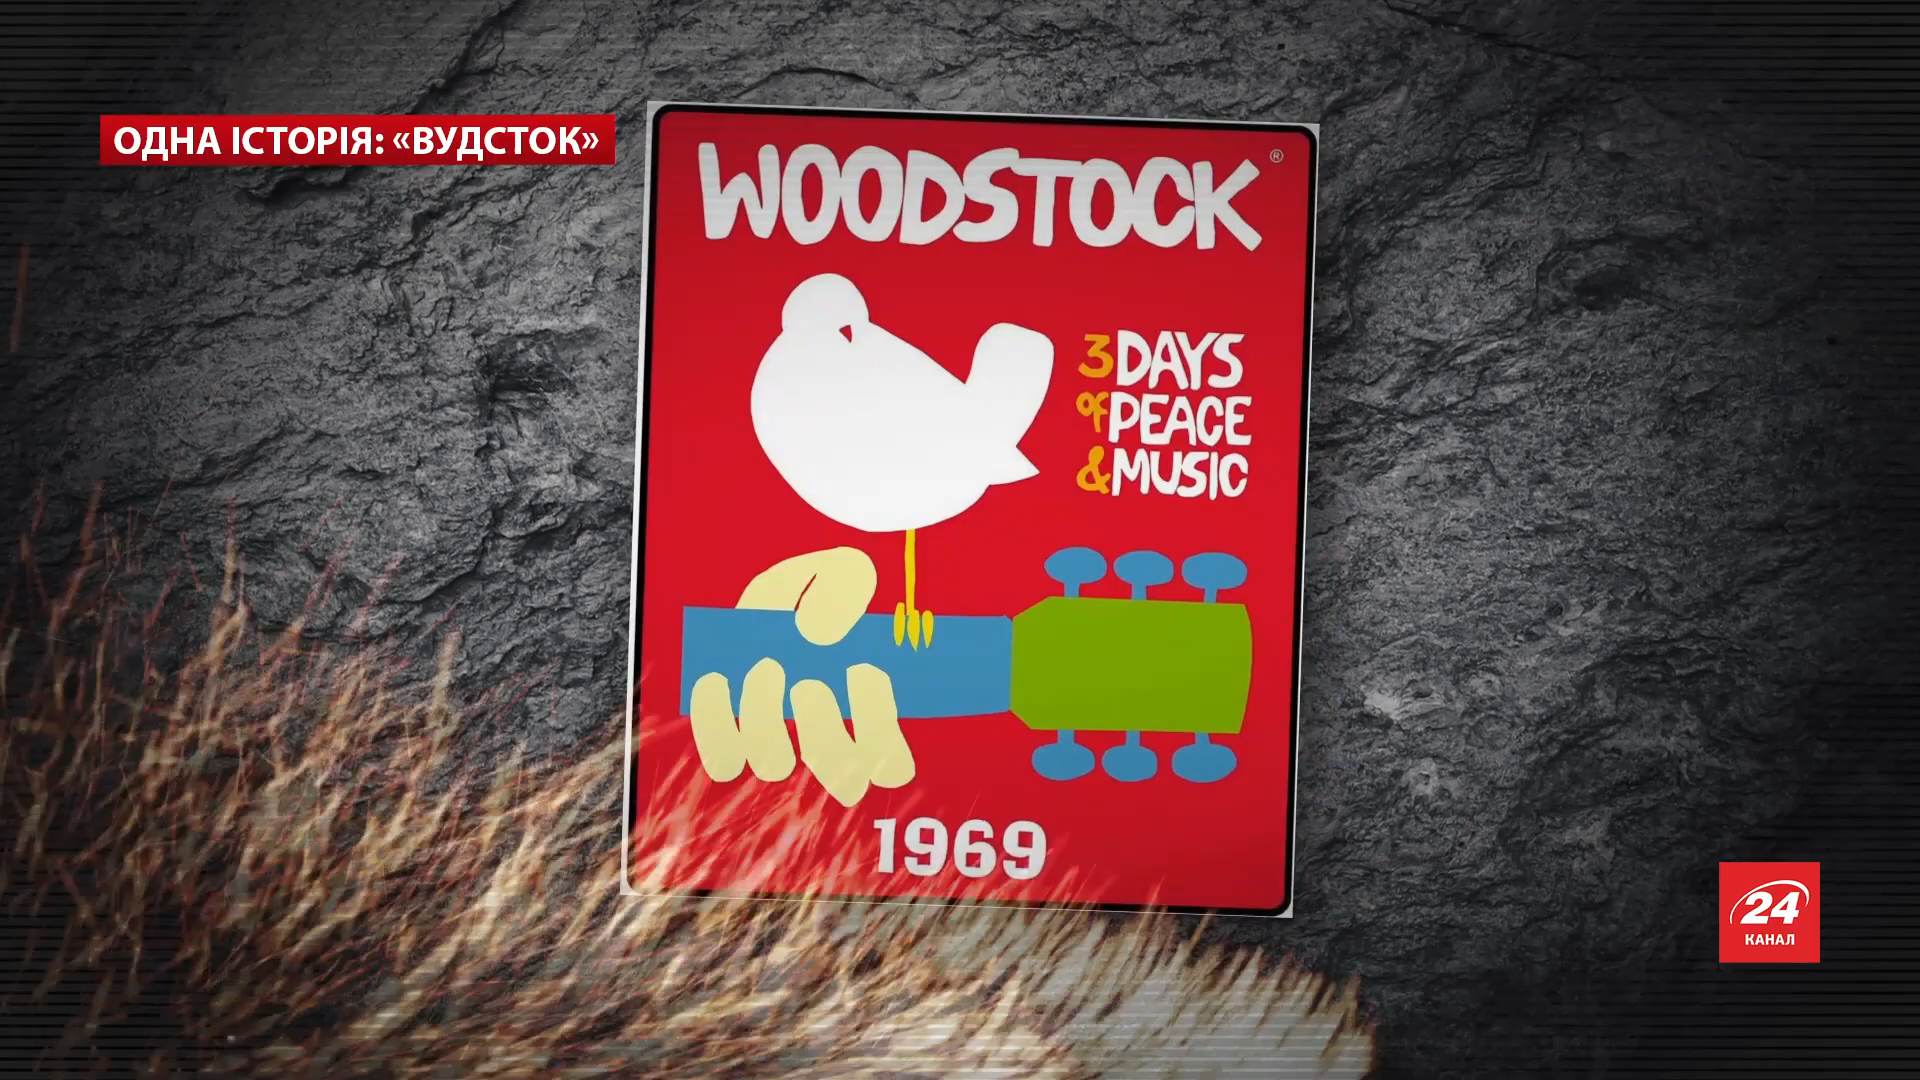 ОДНА ІСТОРІЯ: «ВУДСТОК»
WOODSTOCK®
3 DAYS
of PEACE
& MUSIC
1969
24
КАНАЛ